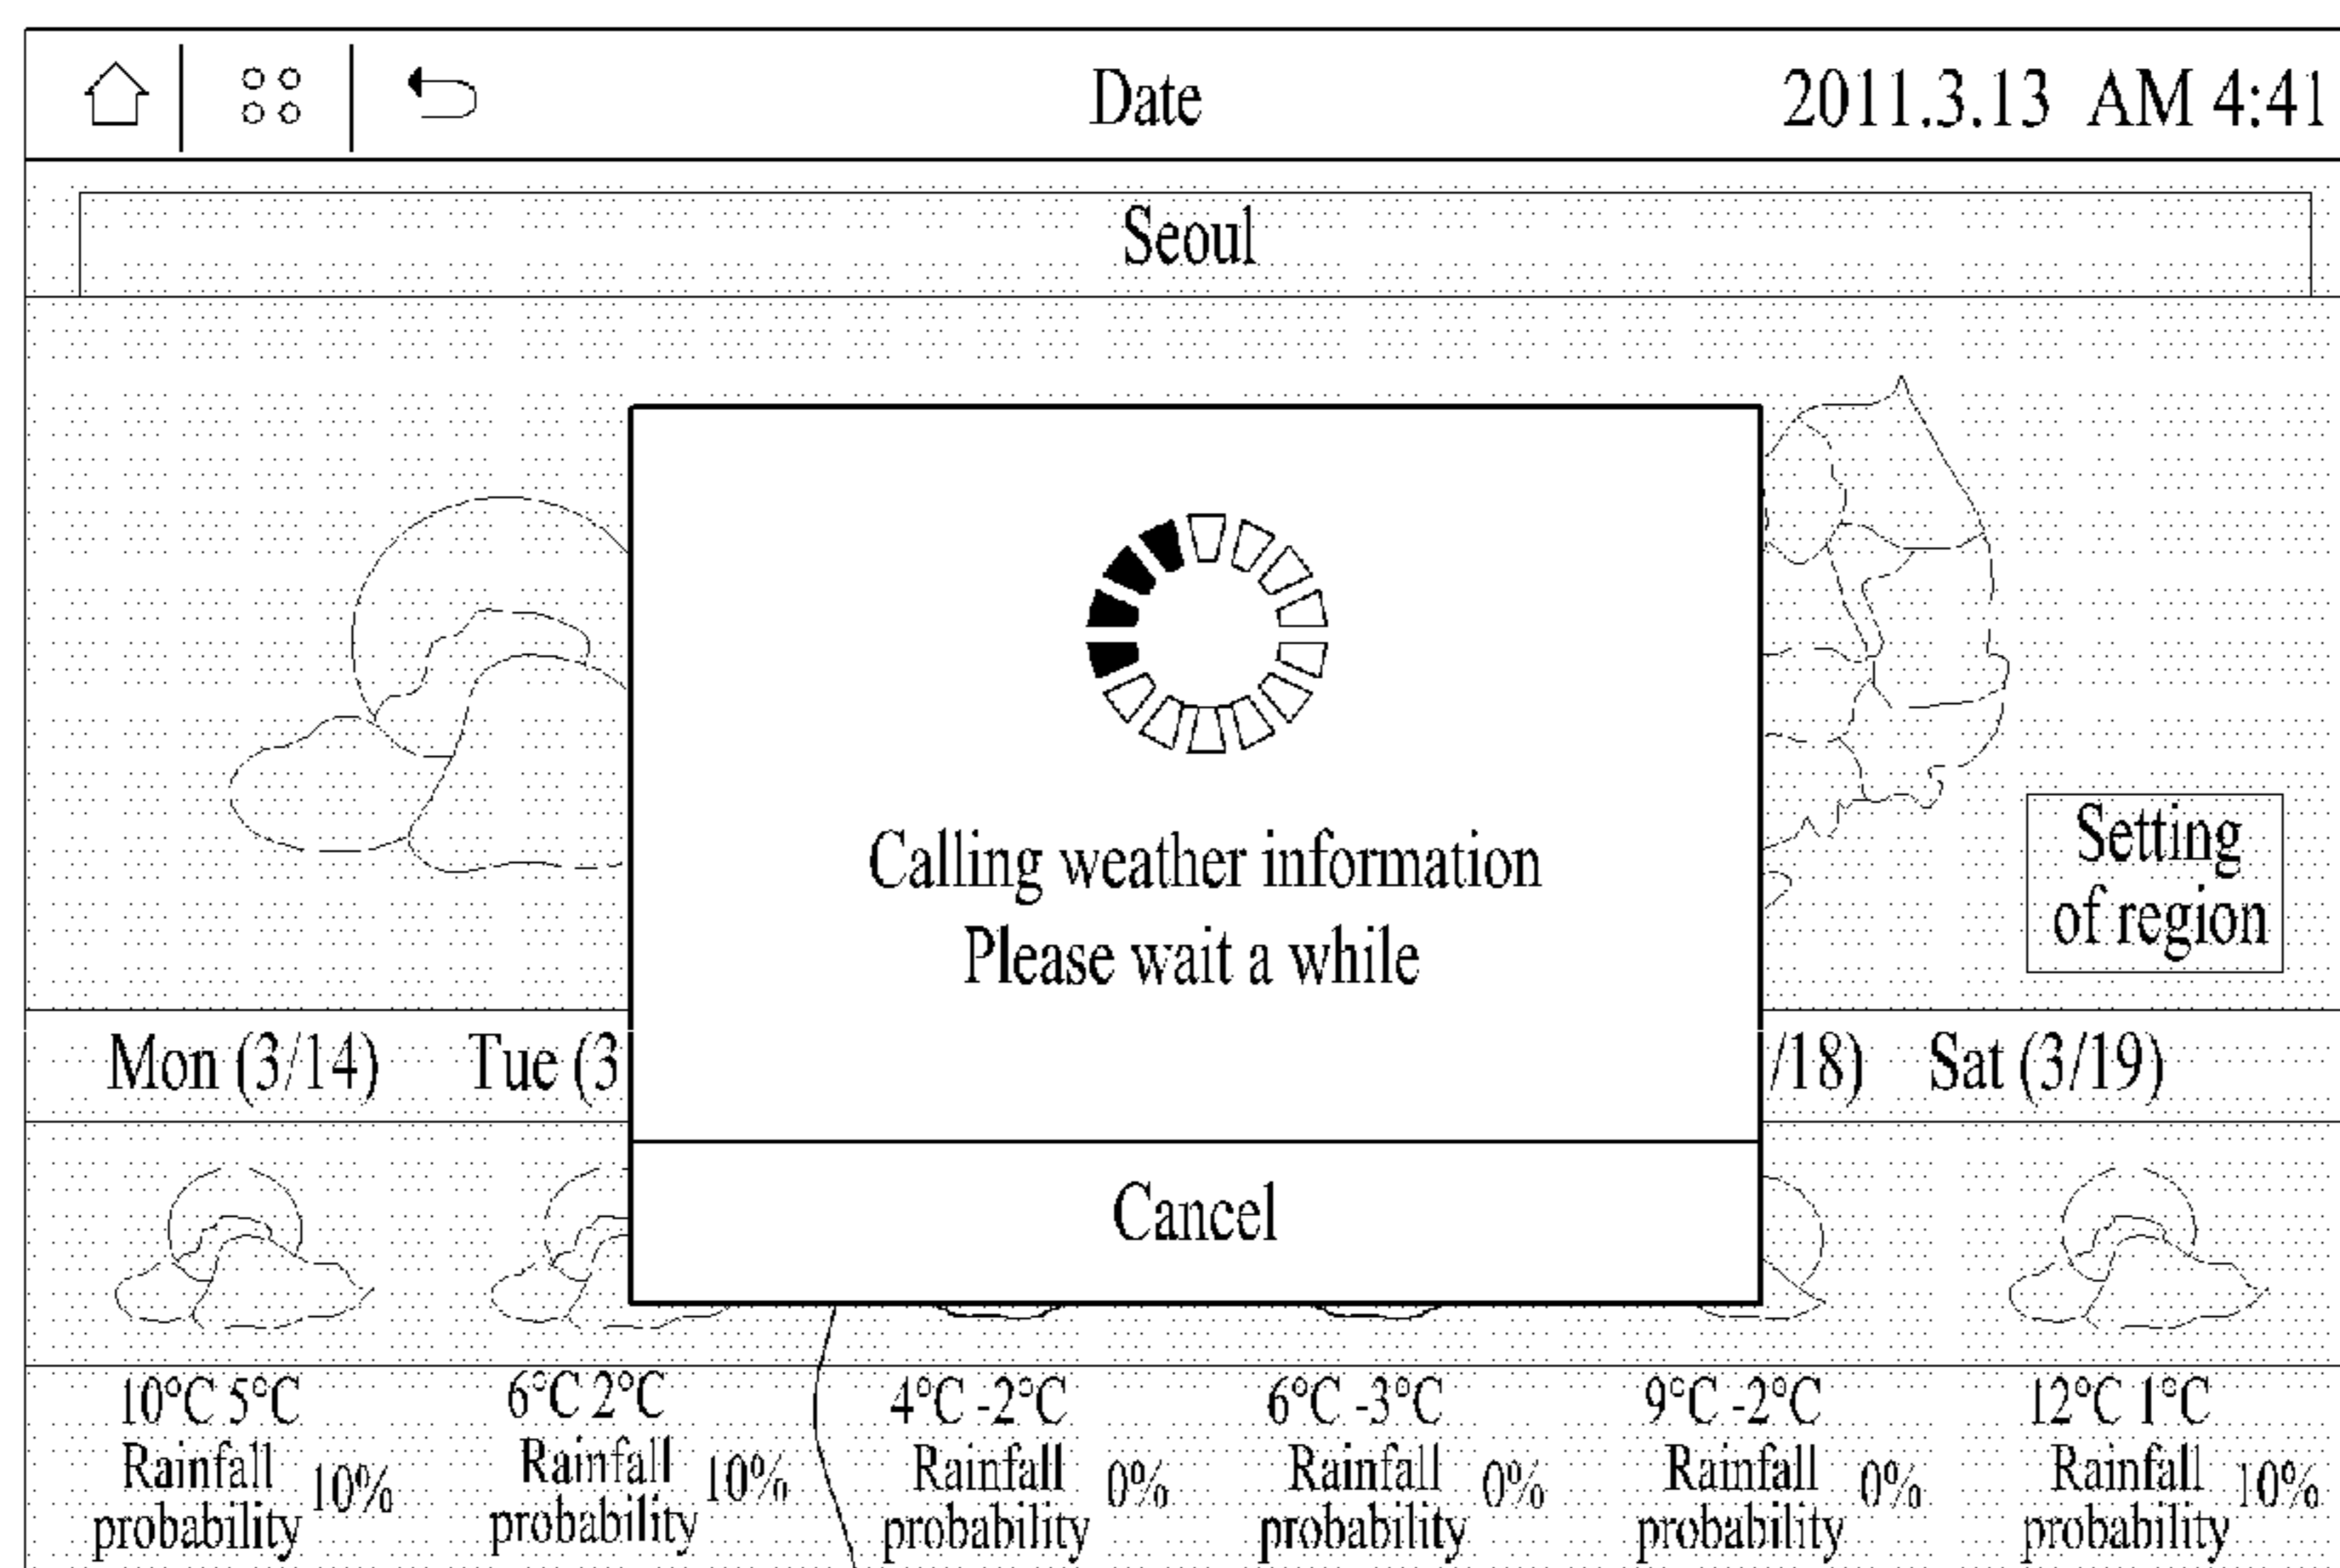 Date
2011.3.13 AM 4:41
Seoul
Calling weather information
Please wait a while
Setting
of region
Mon (3/14) Tue (3 /18) Sat (3/19)
Cancel
10°C 5°C 6°C 2°C 4°C -2°C 6°C -3°C 9°C -2°C 12°C 1°C
Rainfall probability 10% Rainfall probability 10% Rainfall probability 0% Rainfall probability 0% Rainfall probability 0% Rainfall probability 10%